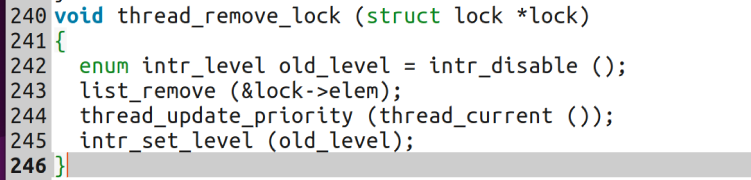 240 void thread_remove_lock (struct lock *lock)
241 {
242   enum intr_level old_level = intr_disable ();
243   list_remove (&lock->elem);
244   thread_update_priority (thread_current ());
245   intr_set_level (old_level);
246 }